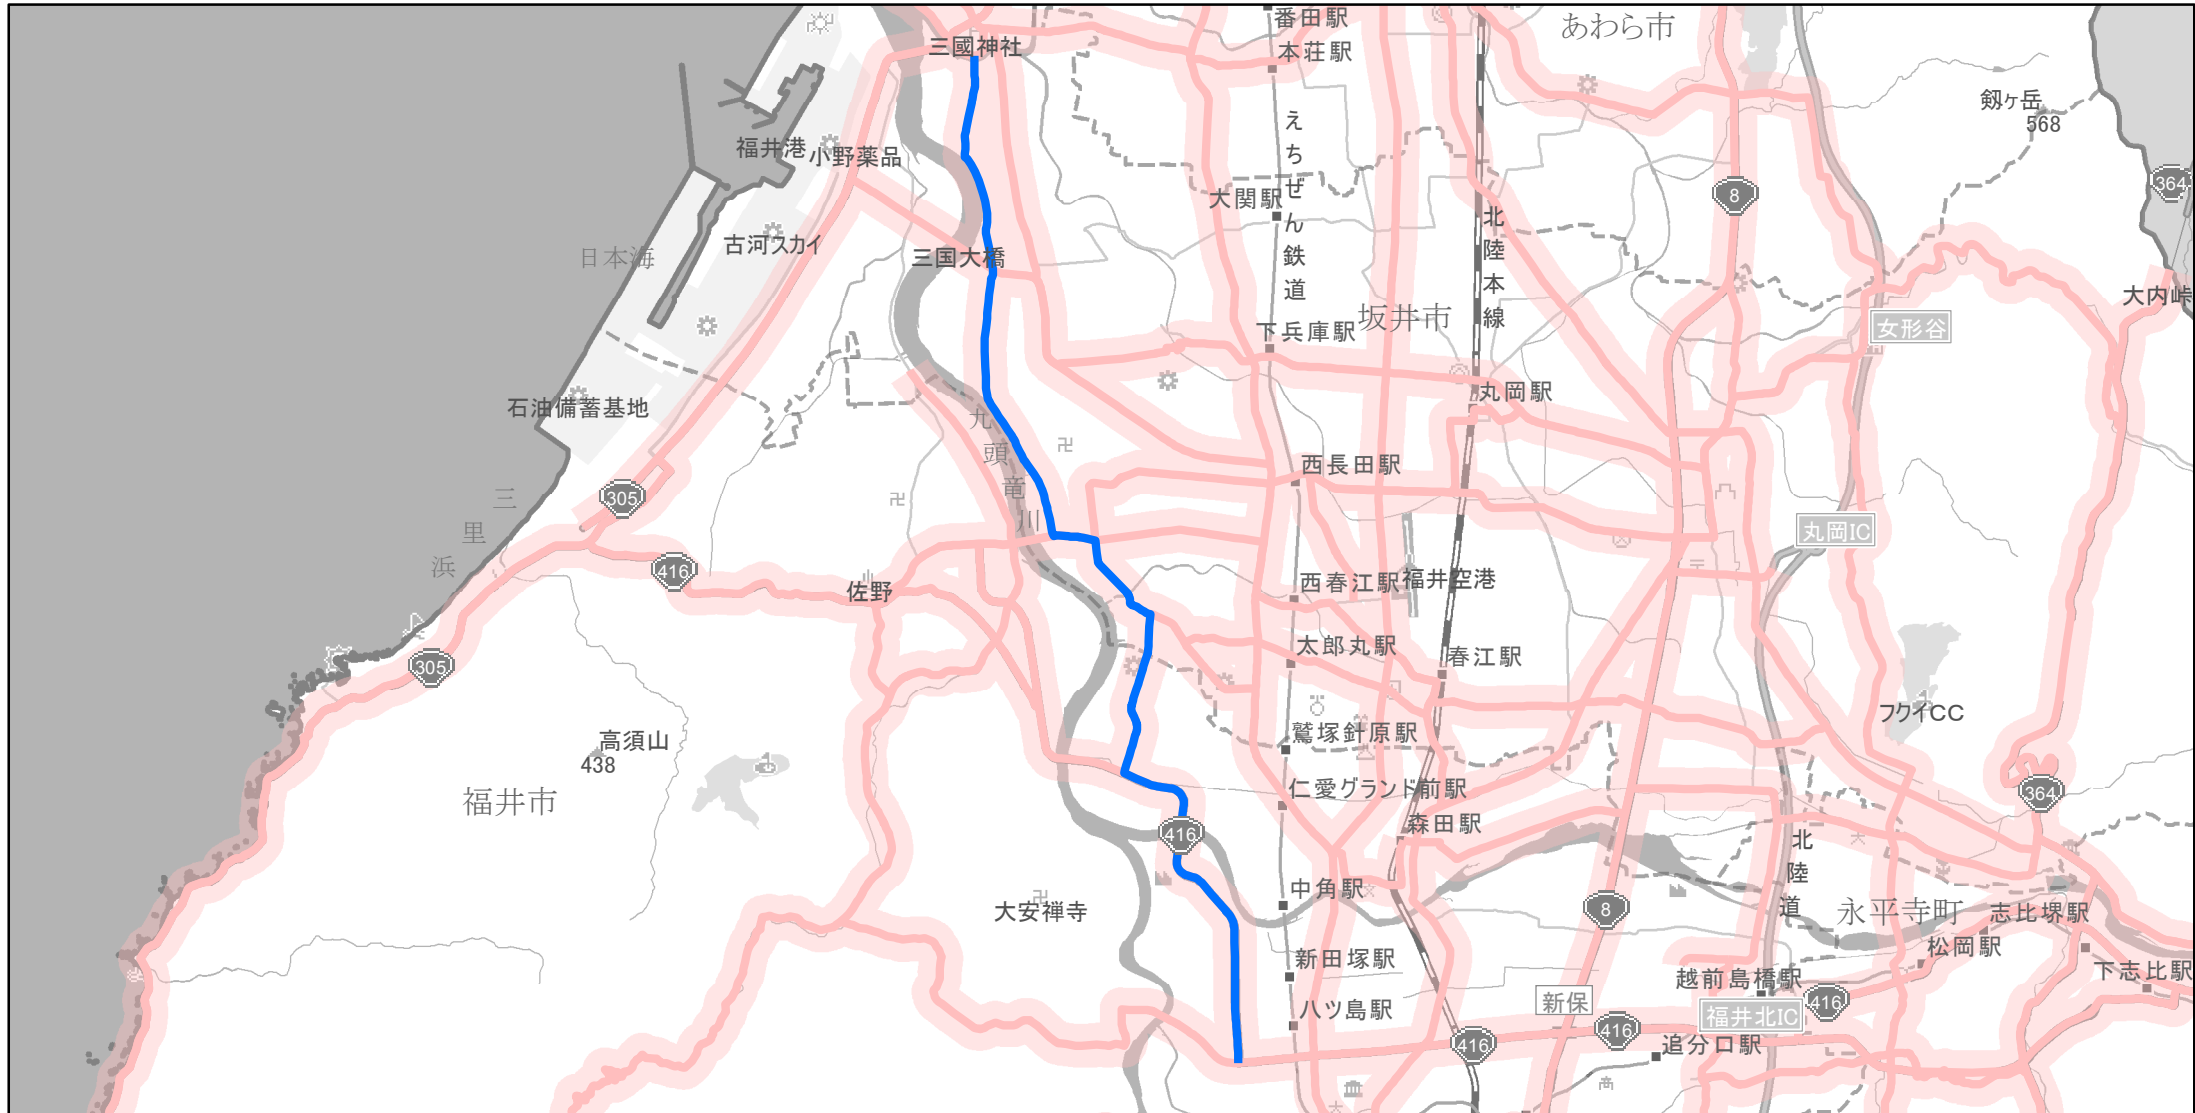 番田駅
あわら市
三國神社
本荘駅
剱ヶ岳
568
えちぜん鉄道
福井港
小野薬品
364
8
大関駅
北陸本線
古河スカイ
日本海
三国大橋
大内峠
坂井市
女形谷
下兵庫駅
丸岡駅
石油備蓄基地
九頭竜川
西長田駅
305
三里浜
丸岡IC
416
佐野
西春江駅
福井空港
太郎丸駅
春江駅
305
フクイCC
鷲塚針原駅
高須山
438
福井市
仁愛グランド前駅
364
森田駅
416
北陸道
中角駅
大安禅寺
8
永平寺町
志比堺駅
松岡駅
新田塚駅
下志比駅
越前島橋駅
新保
416
八ツ島駅
福井北IC
416
416
追分口駅